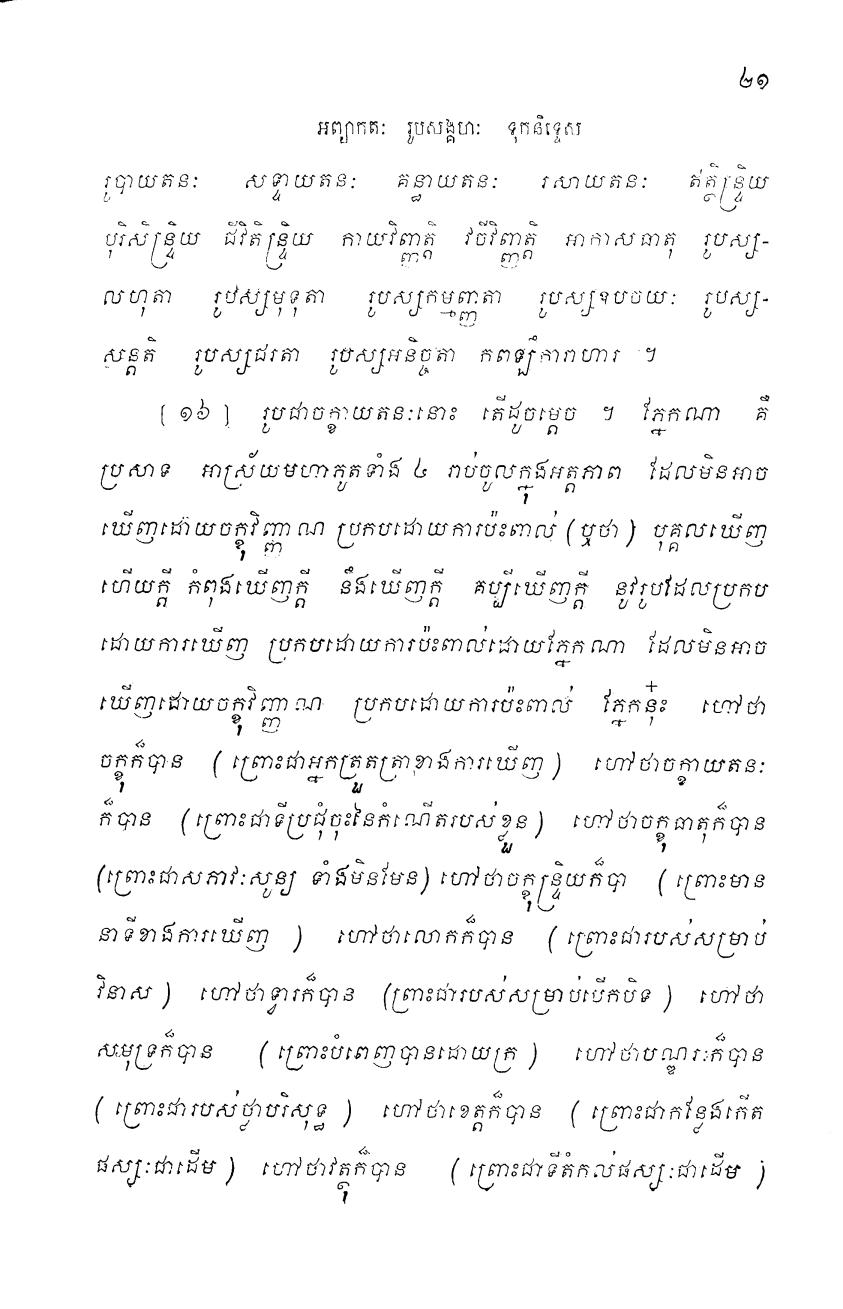 ២១
អព្យាកតៈ រូបសង្គហៈ ទុកនិទ្ទេស
រូបាយតនៈ សទ្ទាយតនៈ គន្ធាយតនៈ រសាយតនៈ ឥត្ថិន្ទ្រិយ
បុរិសិន្ទ្រិយ ជីវិតិន្ទ្រិយ កាយវិញ្ញត្តិ វចីវិញ្ញត្តិ អាកាសធាតុ រូបស្ស-
លហុតា រូបស្សមុទុតា រូបស្សកម្មញ្ញតា រូបស្សឧបចយៈ រូបស្ស-
សន្តតិ រូបស្សជរតា រូបស្សអនិច្ចតា កពឡីការាហារ ។
[ ១៦ ] រូបជាចក្ខាយតនៈនោះ តើដូចម្តេច ។ ភ្នែកណា គឺ
ប្រសាទ អាស្រ័យមហាភូតទាំង ៤ រាប់ចូលក្នុងអត្តភាព ដែលមិនអាច
ឃើញដោយចក្ខុវិញ្ញាណ ប្រកបដោយការប៉ះពាល់ (ឬថា) បុគ្គលឃើញ
ហើយក្តី កំពុងឃើញក្តី នឹងឃើញក្តី គប្បីឃើញក្តី នូវរូបដែលប្រកប
ដោយការឃើញ ប្រកបដោយការប៉ះពាល់ដោយភ្នែកណា ដែលមិនអាច
ឃើញដោយចក្ខុវិញ្ញាណ ប្រកបដោយការប៉ះពាល់ ភ្នែកនុ៎ះ ហៅថា
ចក្ខុក៏បាន (ព្រោះជាអ្នកត្រួតត្រាខាងការឃើញ) ហៅថាចក្ខាយតនៈ
ក៏បាន (ព្រោះជាទីប្រជុំចុះនៃកំណើតរបស់ខ្លួន) ហៅថាចក្ខុធាតុក៏បាន
(ព្រោះជាសភាវៈសូន្យ ទាំងមិនមែន) ហៅថាចក្ខុន្ទ្រិយក៏បា (ព្រោះមាន
នាទីខាងការឃើញ ) ហៅថាលោកក៏បាន (ព្រោះជារបស់សម្រាប់
វិនាស ) ហៅថាទ្វារក៏បាន (ព្រោះជារបស់សម្រាប់បើកបិទ ) ហៅថា
សមុទ្រក៏បាន (ព្រោះបំពេញបានដោយក្រ ) ហៅថាបណ្ឌរៈក៏បាន
(ព្រោះជារបស់ថ្លាបរិសុទ្ធ ) ហៅថាខេត្តក៏បាន (ព្រោះជាកន្លែងកើត
ផស្សៈជាដើម ) ហៅថាវត្ថុក៏បាន (ព្រោះជាទីតំកល់ផស្សៈជាដើម )